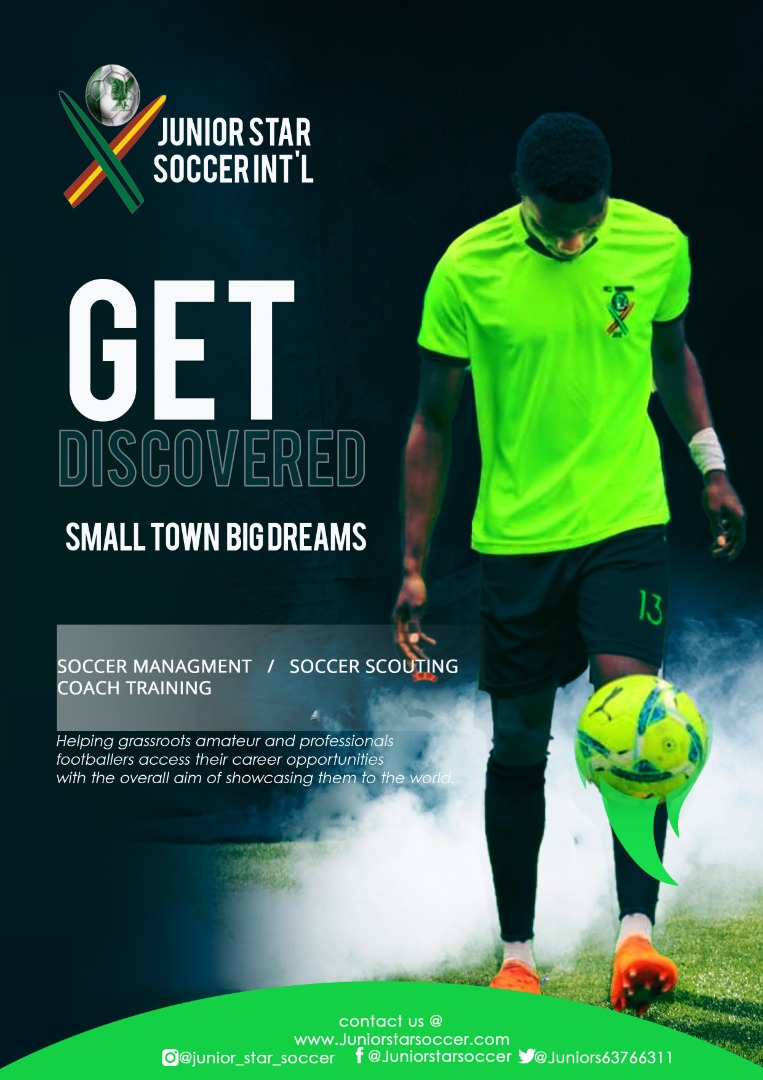 JUNIOR STAR
SOCCER INT'L
GET
DISCOVERED
SMALL TOWN BIG DREAMS
13
SOCCER MANAGMENT / SOCCER SCOUTING
COACH TRAINING
Helping grassroots amateur and professionals
footballers access their career opportunities
with the overall aim of showcasing them to the world.
contact us @
www.Juniorstarsoccer.com
@junior_star_soccer @Juniorstarsoccer @Juniors63766311